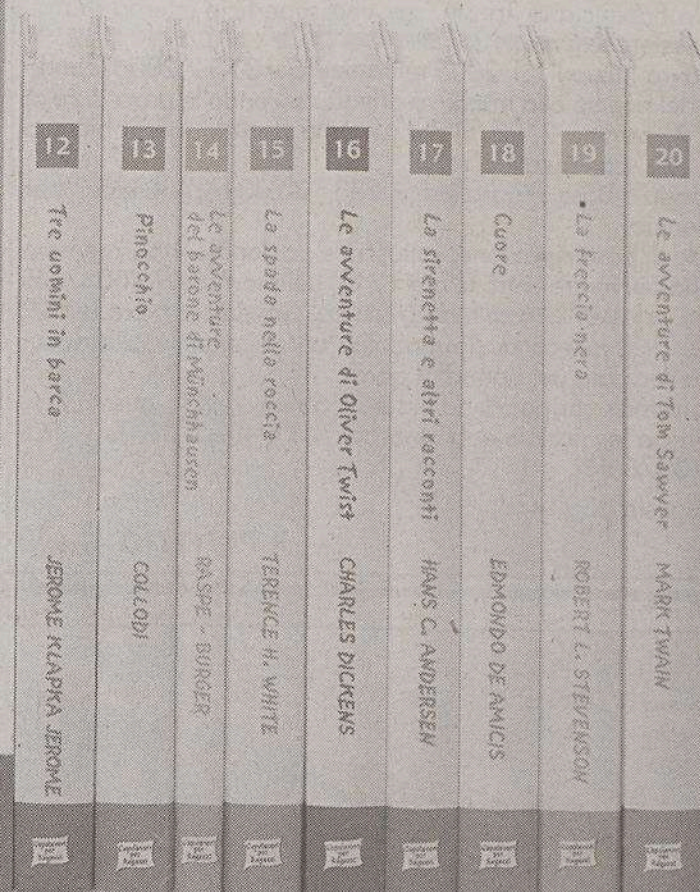 12
Tre uomini in barca
JEROME KLAPKA JEROME
13
Pinocchio
COLLODI
14
Le avventure
del barone di Münchhausen
RASPE - BURGER
15
La spada nella roccia
TERENCE H. WHITE
16
Le avventure di Oliver Twist
CHARLES DICKENS
17
La sirenetta e altri racconti
HANS C. ANDERSEN
18
Cuore
EDMONDO DE AMICIS
19
La freccia nera
ROBERT L. STEVENSON
20
Le avventure di Tom Sawyer
MARK TWAIN